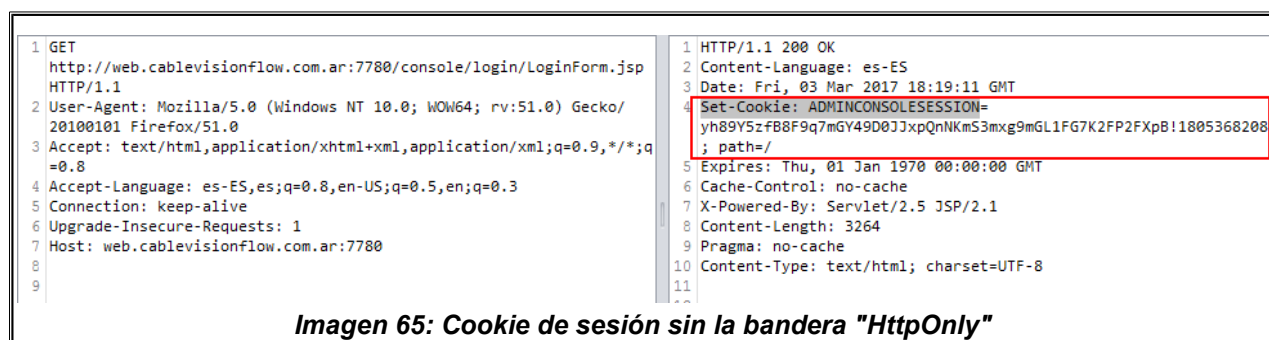 1 GET
http://web.cablevisionflow.com.ar:7780/console/login/LoginForm.jsp
HTTP/1.1
2 User-Agent: Mozilla/5.0 (Windows NT 10.0; WOW64; rv:51.0) Gecko/
20100101 Firefox/51.0
3 Accept: text/html,application/xhtml+xml,application/xml;q=0.9,*/*;q
=0.8
4 Accept-Language: es-ES,es;q=0.8,en-US;q=0.5,en;q=0.3
5 Connection: keep-alive
6 Upgrade-Insecure-Requests: 1
7 Host: web.cablevisionflow.com.ar:7780
8
9
1 HTTP/1.1 200 OK
2 Content-Language: es-ES
3 Date: Fri, 03 Mar 2017 18:19:11 GMT
4 Set-Cookie: ADMINCONSOLESESSION=
yh89Y5zfB8F9q7mGY49D0JJxpQnNKmS3mxg9mGL1FG7K2FP2FXpB!1805368208
; path=/
5 Expires: Thu, 01 Jan 1970 00:00:00 GMT
6 Cache-Control: no-cache
7 X-Powered-By: Servlet/2.5 JSP/2.1
8 Content-Length: 3264
9 Pragma: no-cache
10 Content-Type: text/html; charset=UTF-8
11
Imagen 65: Cookie de sesión sin la bandera "HttpOnly"